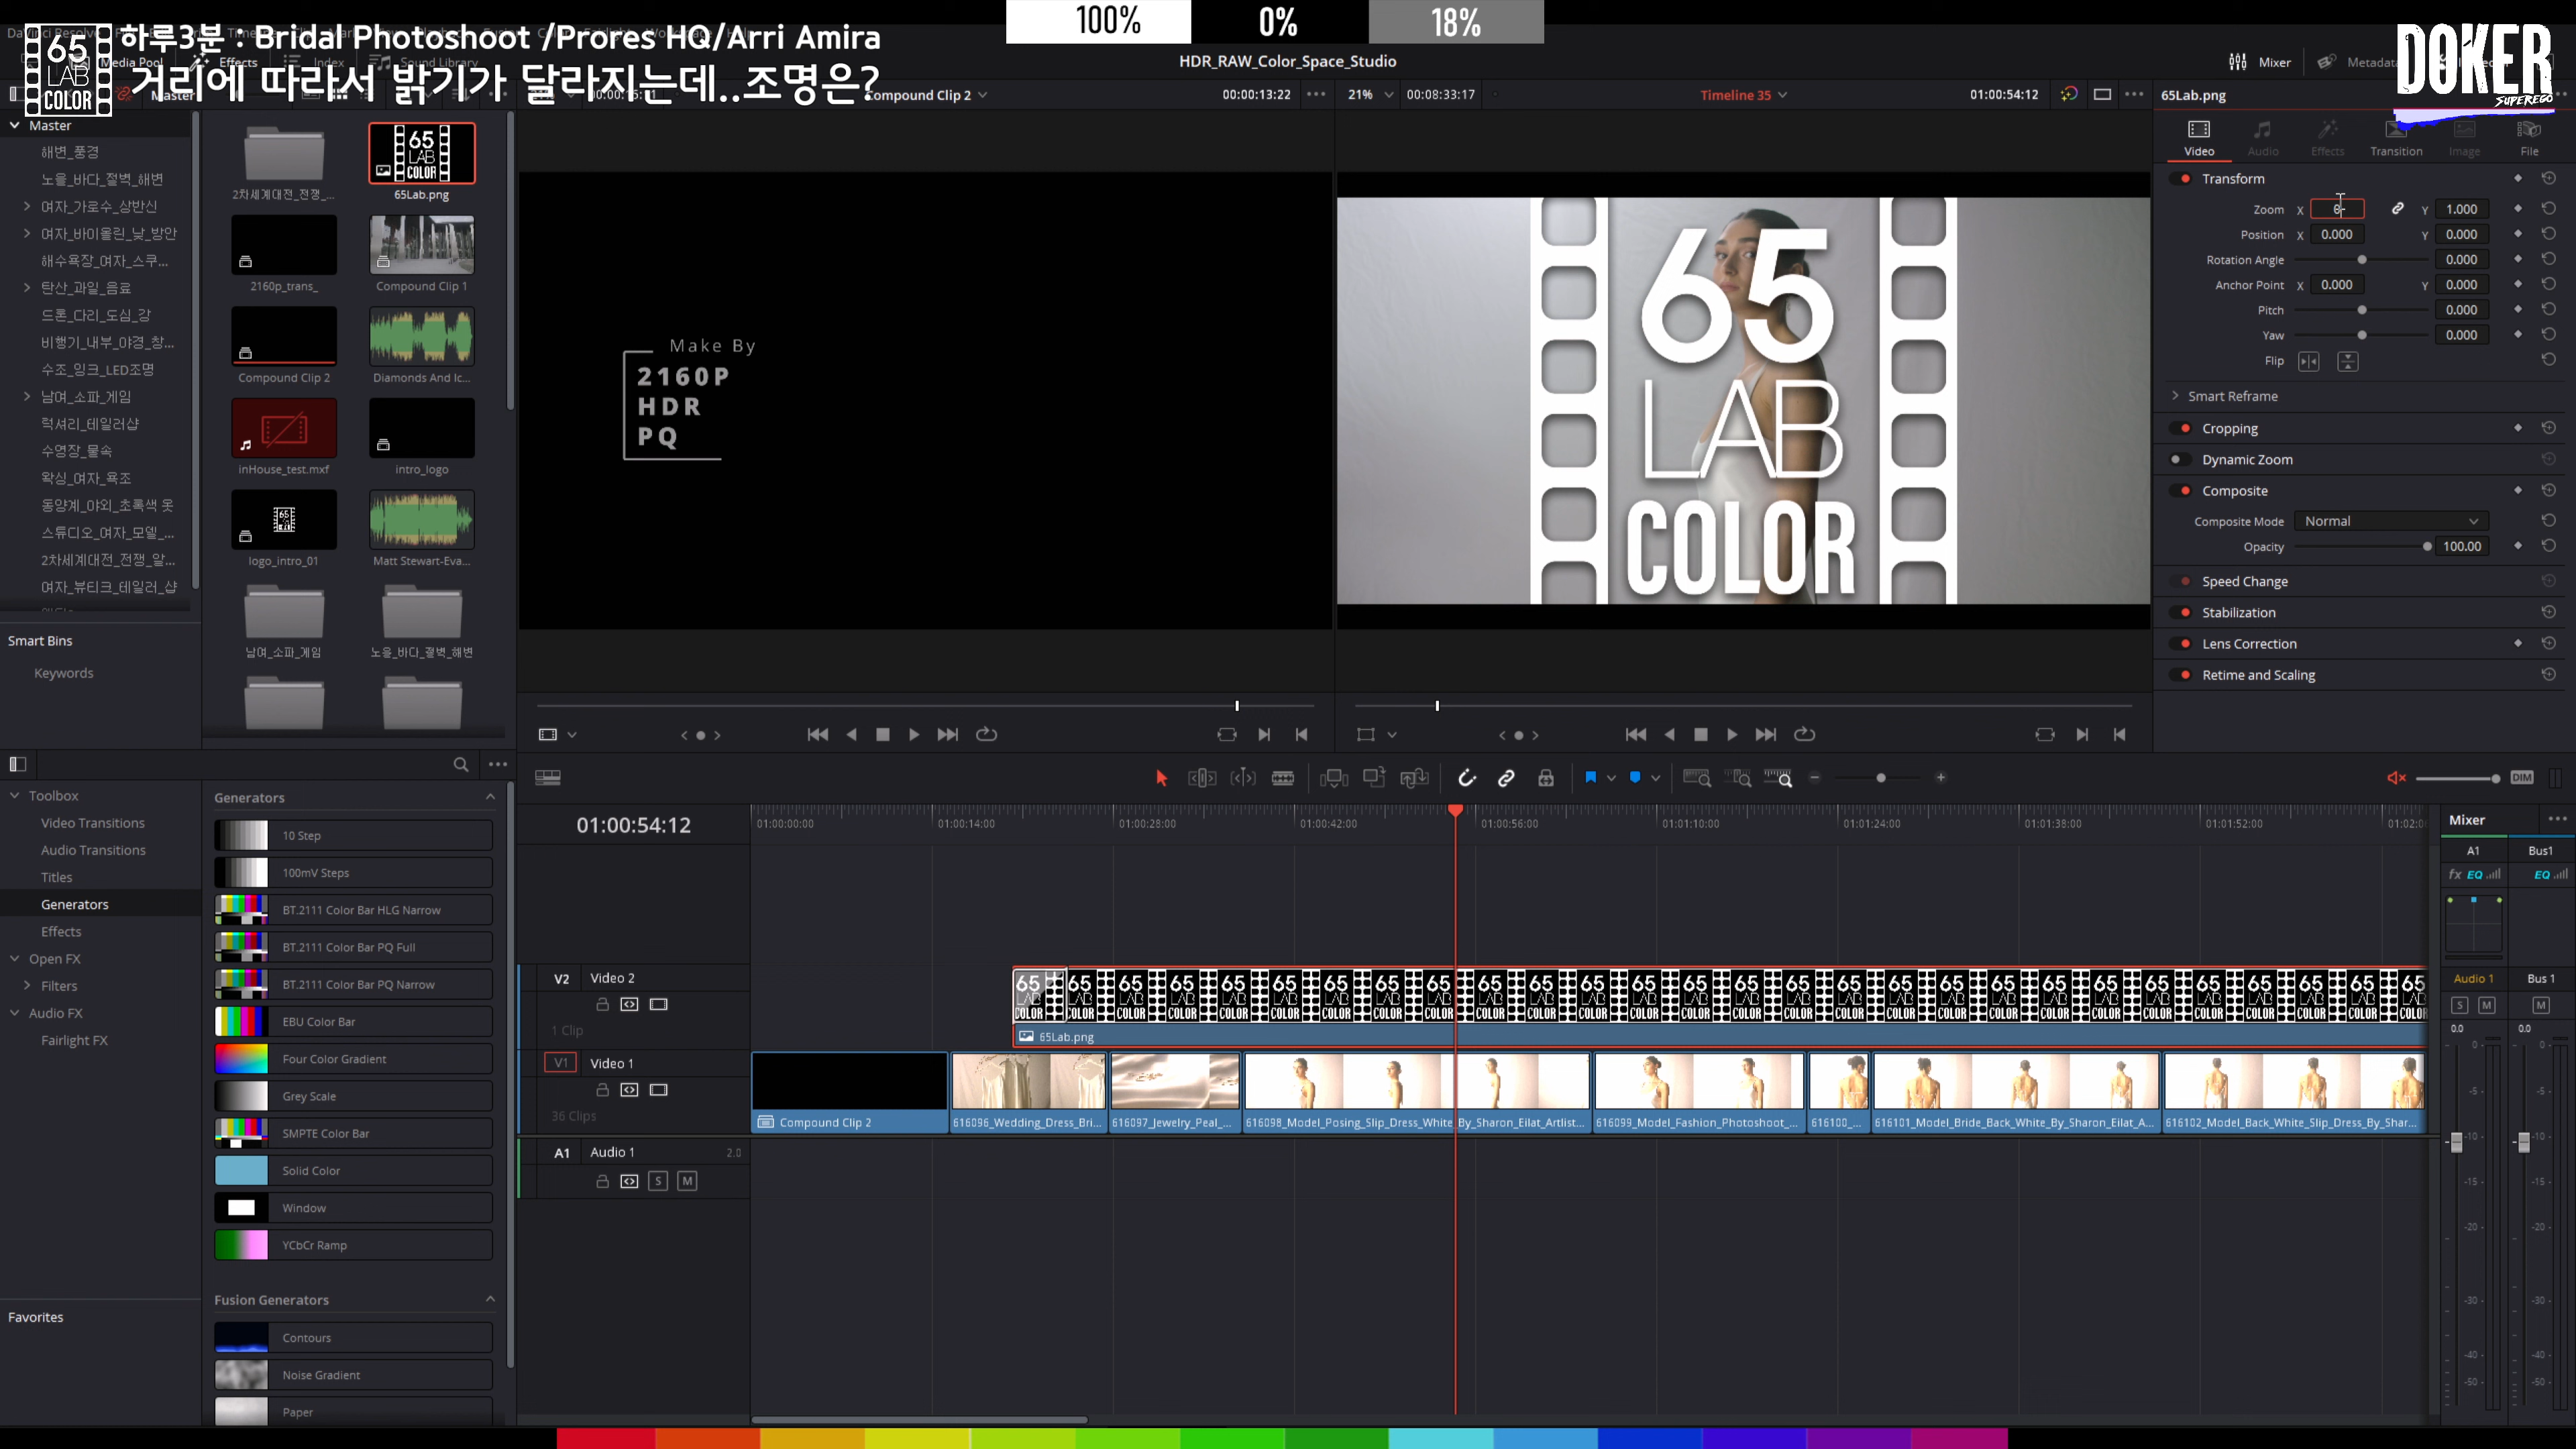 하루3분 : Bridal Photoshoot /Prores HQ/Arri Amira
거리에 따라서 밝기가 달라지는데..조명은?
65
LAB
COLOR
100%
0%
18%
DOKER
SUPEREGO
HDR_RAW_Color_Space_Studio
Mixer
Media Pool
Effects
Index
Sound Library
Master
Compound Clip 2
00:00:13:22
21%
00:08:33:17
Timeline 35
01:00:54:12
65Lab.png
Master
해변_풍경
노을_바다_절벽_해변
여자_가로수_상반신
여자_바이올린_낮_방안
해수욕장_여자_스쿠...
탄산_과일_음료
드론_다리_도심_강
비행기_내부_야경_창...
수조_잉크_LED조명
남여_소파_게임
럭셔리_테일러샵
수영장_물속
왁싱_여자_욕조
동양계_야외_초록색 옷
스튜디오_여자_모델_...
2차세계대전_전쟁_알...
여자_뷰티크_테일러_샵
Smart Bins
Keywords
2차세계대전_전쟁_...
65Lab.png
2160p_trans_
Compound Clip 1
Compound Clip 2
Diamonds And Ic...
inHouse_test.mxf
intro_logo
logo_intro_01
Matt Stewart-Eva...
남여_소파_게임
노을_바다_절벽_해변
Make By
2160P
HDR
PQ
65
LAB
COLOR
Video
Audio
Effects
Transition
Image
File
Transform
Zoom X Y 1.000
Position X 0.000 Y 0.000
Rotation Angle 0.000
Anchor Point X 0.000 Y 0.000
Pitch 0.000
Yaw 0.000
Flip
Smart Reframe
Cropping
Dynamic Zoom
Composite
Composite Mode Normal
Opacity 100.00
Speed Change
Stabilization
Lens Correction
Retime and Scaling
Toolbox
Video Transitions
Audio Transitions
Titles
Generators
Effects
Open FX
Filters
Audio FX
Fairlight FX
Favorites
Generators
10 Step
100mV Steps
BT.2111 Color Bar HLG Narrow
BT.2111 Color Bar PQ Full
BT.2111 Color Bar PQ Narrow
EBU Color Bar
Four Color Gradient
Grey Scale
SMPTE Color Bar
Solid Color
Window
YCbCr Ramp
Fusion Generators
Contours
Noise Gradient
Paper
DIM
01:00:54:12
01:00:00:00
01:00:14:00
01:00:28:00
01:00:42:00
01:00:56:00
01:01:10:00
01:01:24:00
01:01:38:00
01:01:52:00
V2 Video 2
1 Clip
65Lab.png
V1 Video 1
36 Clips
Compound Clip 2
616096_Wedding_Dress_Bri...
616097_Jewelry_Peal_...
616098_Model_Posing_Slip_Dress_White_By_Sharon_Eilat_Artlist...
616099_Model_Fashion_Photoshoot_...
616100_...
616101_Model_Bride_Back_White_By_Sharon_Eilat_A...
616102_Model_Back_White_Slip_Dress_By_Shar...
A1 Audio 1 2.0
S M
Mixer
A1 Bus1
fx EQ EQ
Audio 1 Bus 1
S M M
0.0 0.0
0
-5
-10
-15
-20
-30
-40
-50